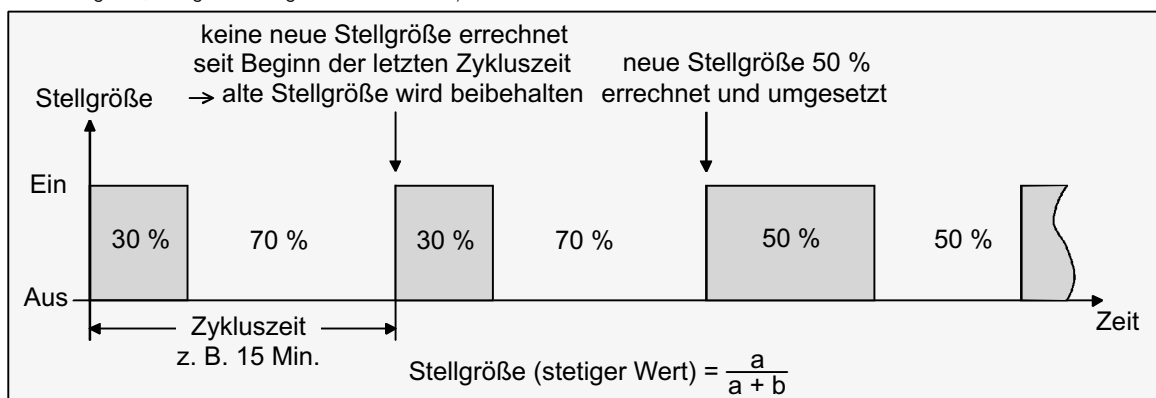 keine neue Stellgröße errechnet
seit Beginn der letzten Zykluszeit
→ alte Stellgröße wird beibehalten
neue Stellgröße 50 %
errechnet und umgesetzt
Stellgröße
Ein
30 %
70 %
30 %
70 %
50 %
50 %
Aus
Zeit
Zykluszeit
z. B. 15 Min.
Stellgröße (stetiger Wert) = a / a + b